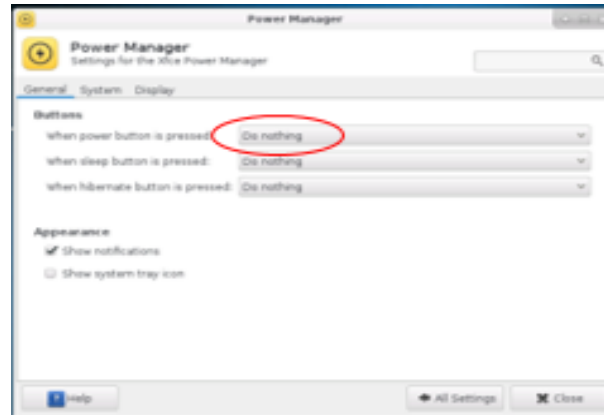 Power Manager
Power Manager
Settings for the Xfce Power Manager
General System Display
Buttons
When power button is pressed: Do nothing
When sleep button is pressed: Do nothing
When hibernate button is pressed: Do nothing
Appearance
Show notifications
Show system tray icon
Help All Settings Close